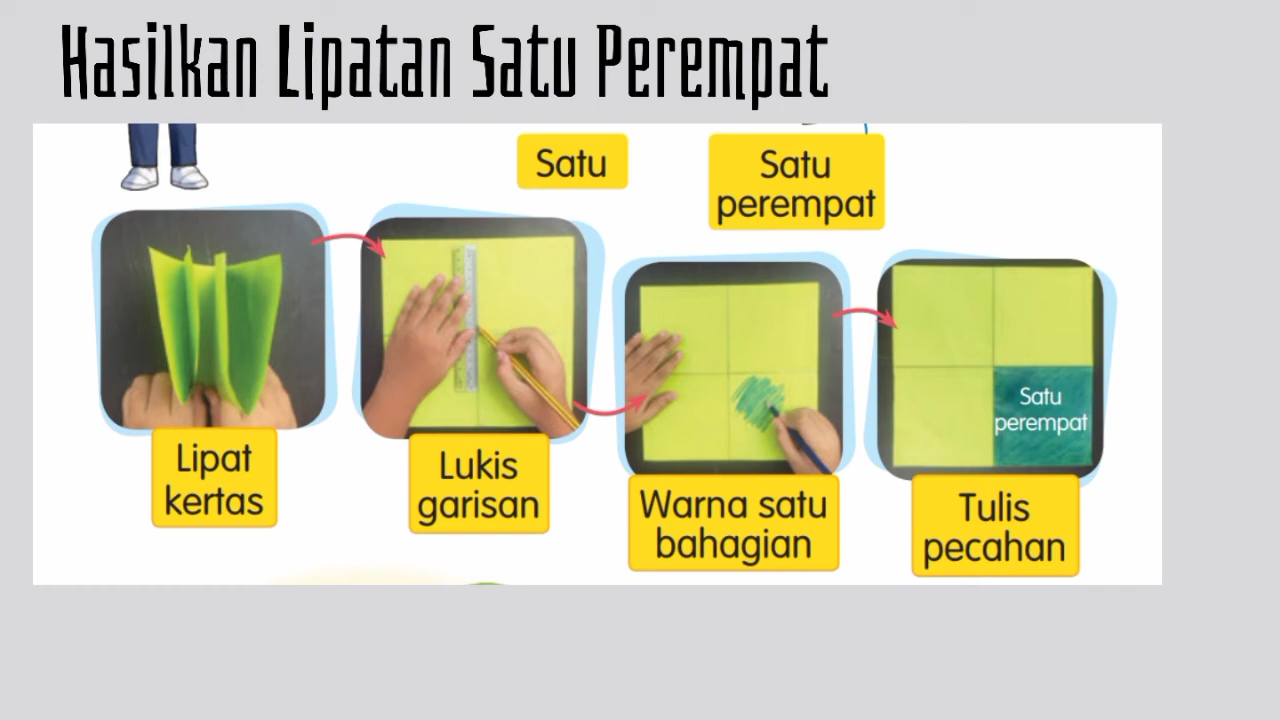 Hasilkan Lipatan Satu Perempat
Satu
Satu
perempat
Lipat
kertas
Lukis
garisan
Warna satu
bahagian
Satu
perempat
Tulis
pecahan